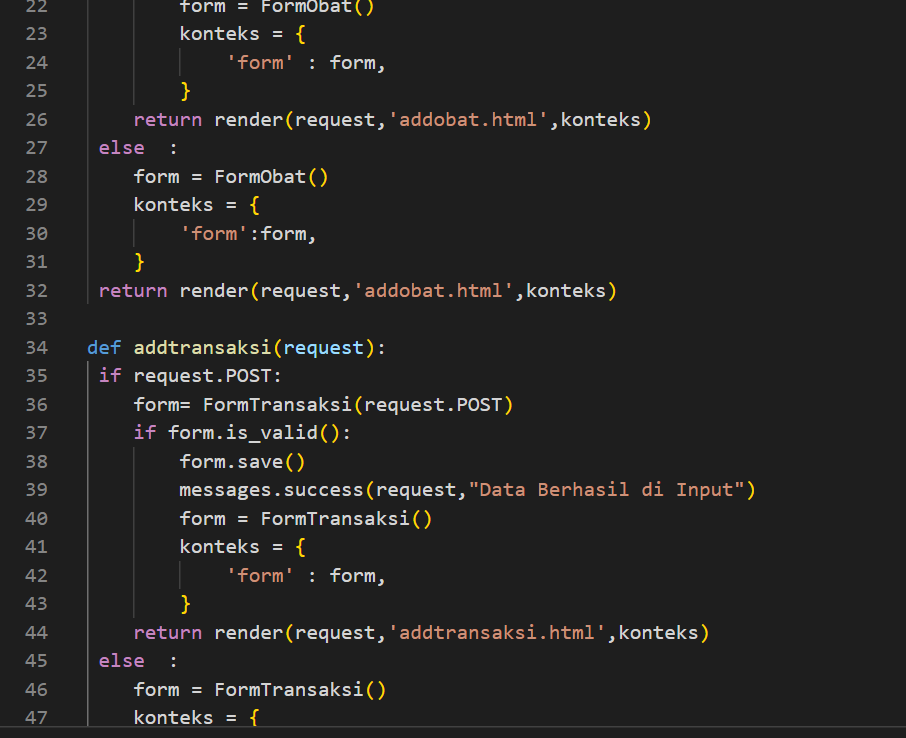 22 form = FormObat()
23 konteks = {
24 'form' : form,
25 }
26 return render(request,'addobat.html',konteks)
27 else  :
28 form = FormObat()
29 konteks = {
30 'form':form,
31 }
32 return render(request,'addobat.html',konteks)
33
34 def addtransaksi(request):
35 if request.POST:
36 form= FormTransaksi(request.POST)
37 if form.is_valid():
38 form.save()
39 messages.success(request,"Data Berhasil di Input")
40 form = FormTransaksi()
41 konteks = {
42 'form' : form,
43 }
44 return render(request,'addtransaksi.html',konteks)
45 else  :
46 form = FormTransaksi()
47 konteks = {